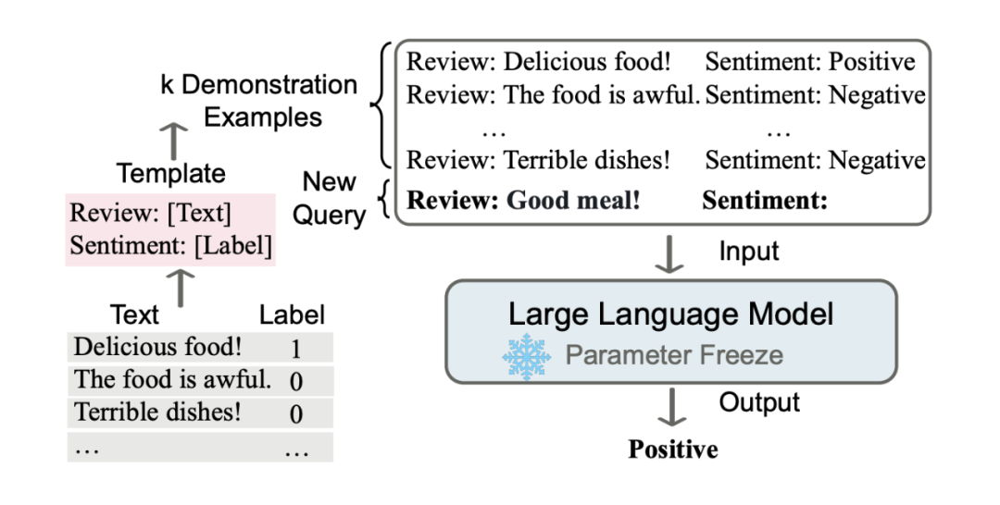 k Demonstration
Examples
Review: Delicious food! Sentiment: Positive
Review: The food is awful. Sentiment: Negative
... ...
Review: Terrible dishes! Sentiment: Negative
New
Query
Review: Good meal! Sentiment:
Template
Review: [Text]
Sentiment: [Label]
Text Label
Delicious food! 1
The food is awful. 0
Terrible dishes! 0
... ...
Input
Large Language Model
Parameter Freeze
Output
Positive